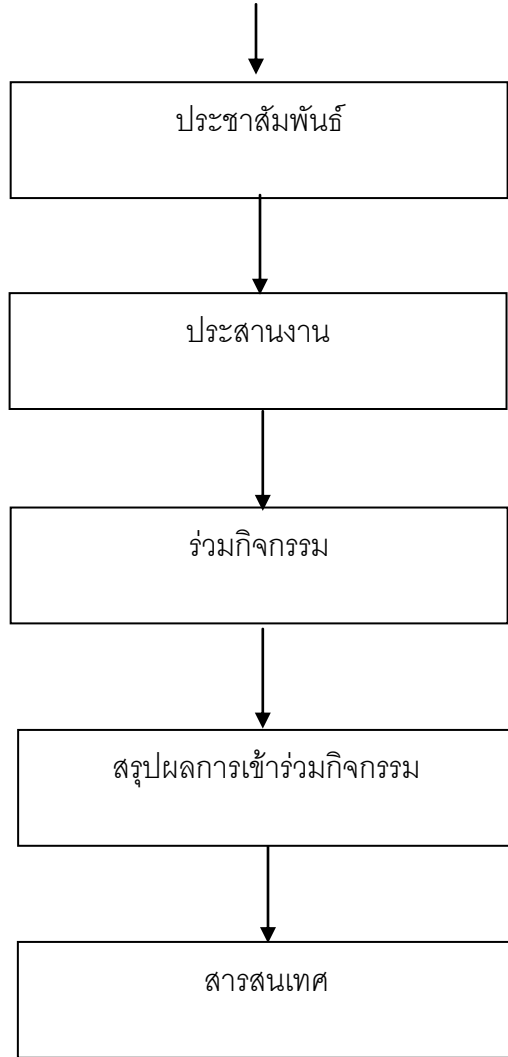 ประชาสัมพันธ์
ประสานงาน
ร่วมกิจกรรม
สรุปผลการเข้าร่วมกิจกรรม
สารสนเทศ